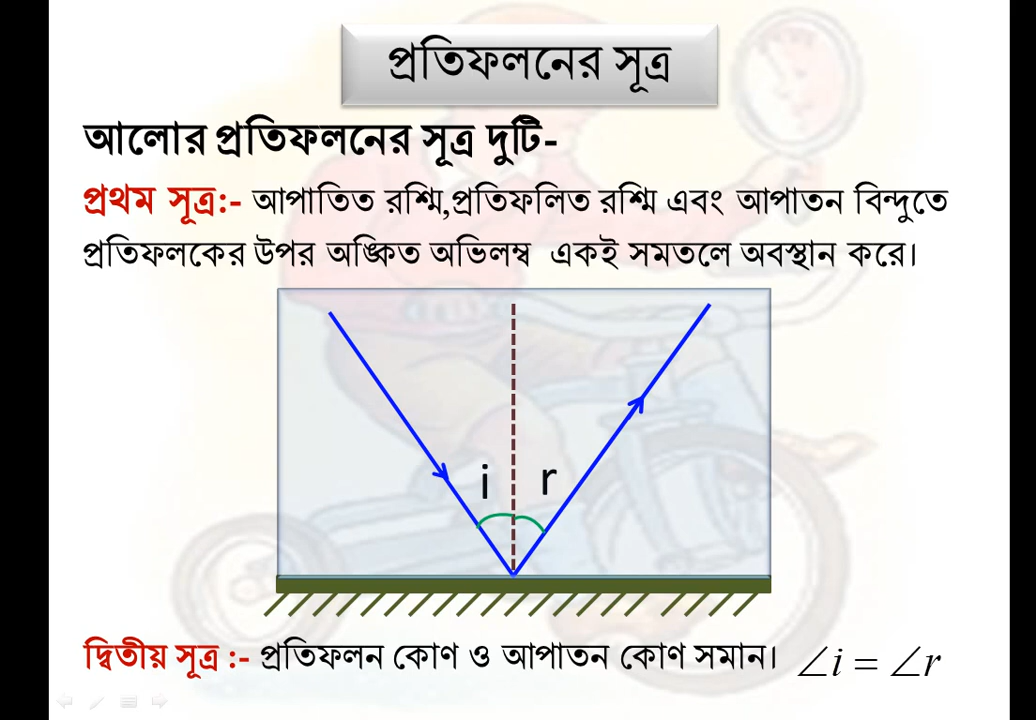 প্রতিফলনের সূত্র
আলোর প্রতিফলনের সূত্র দুটি-
প্রথম সূত্র:- আপাতিত রশ্মি,প্রতিফলিত রশ্মি এবং আপাতন বিন্দুতে
প্রতিফলকের উপর অঙ্কিত অভিলম্ব একই সমতলে অবস্থান করে।
i r
দ্বিতীয় সূত্র :- প্রতিফলন কোণ ও আপাতন কোণ সমান। ∠i = ∠r